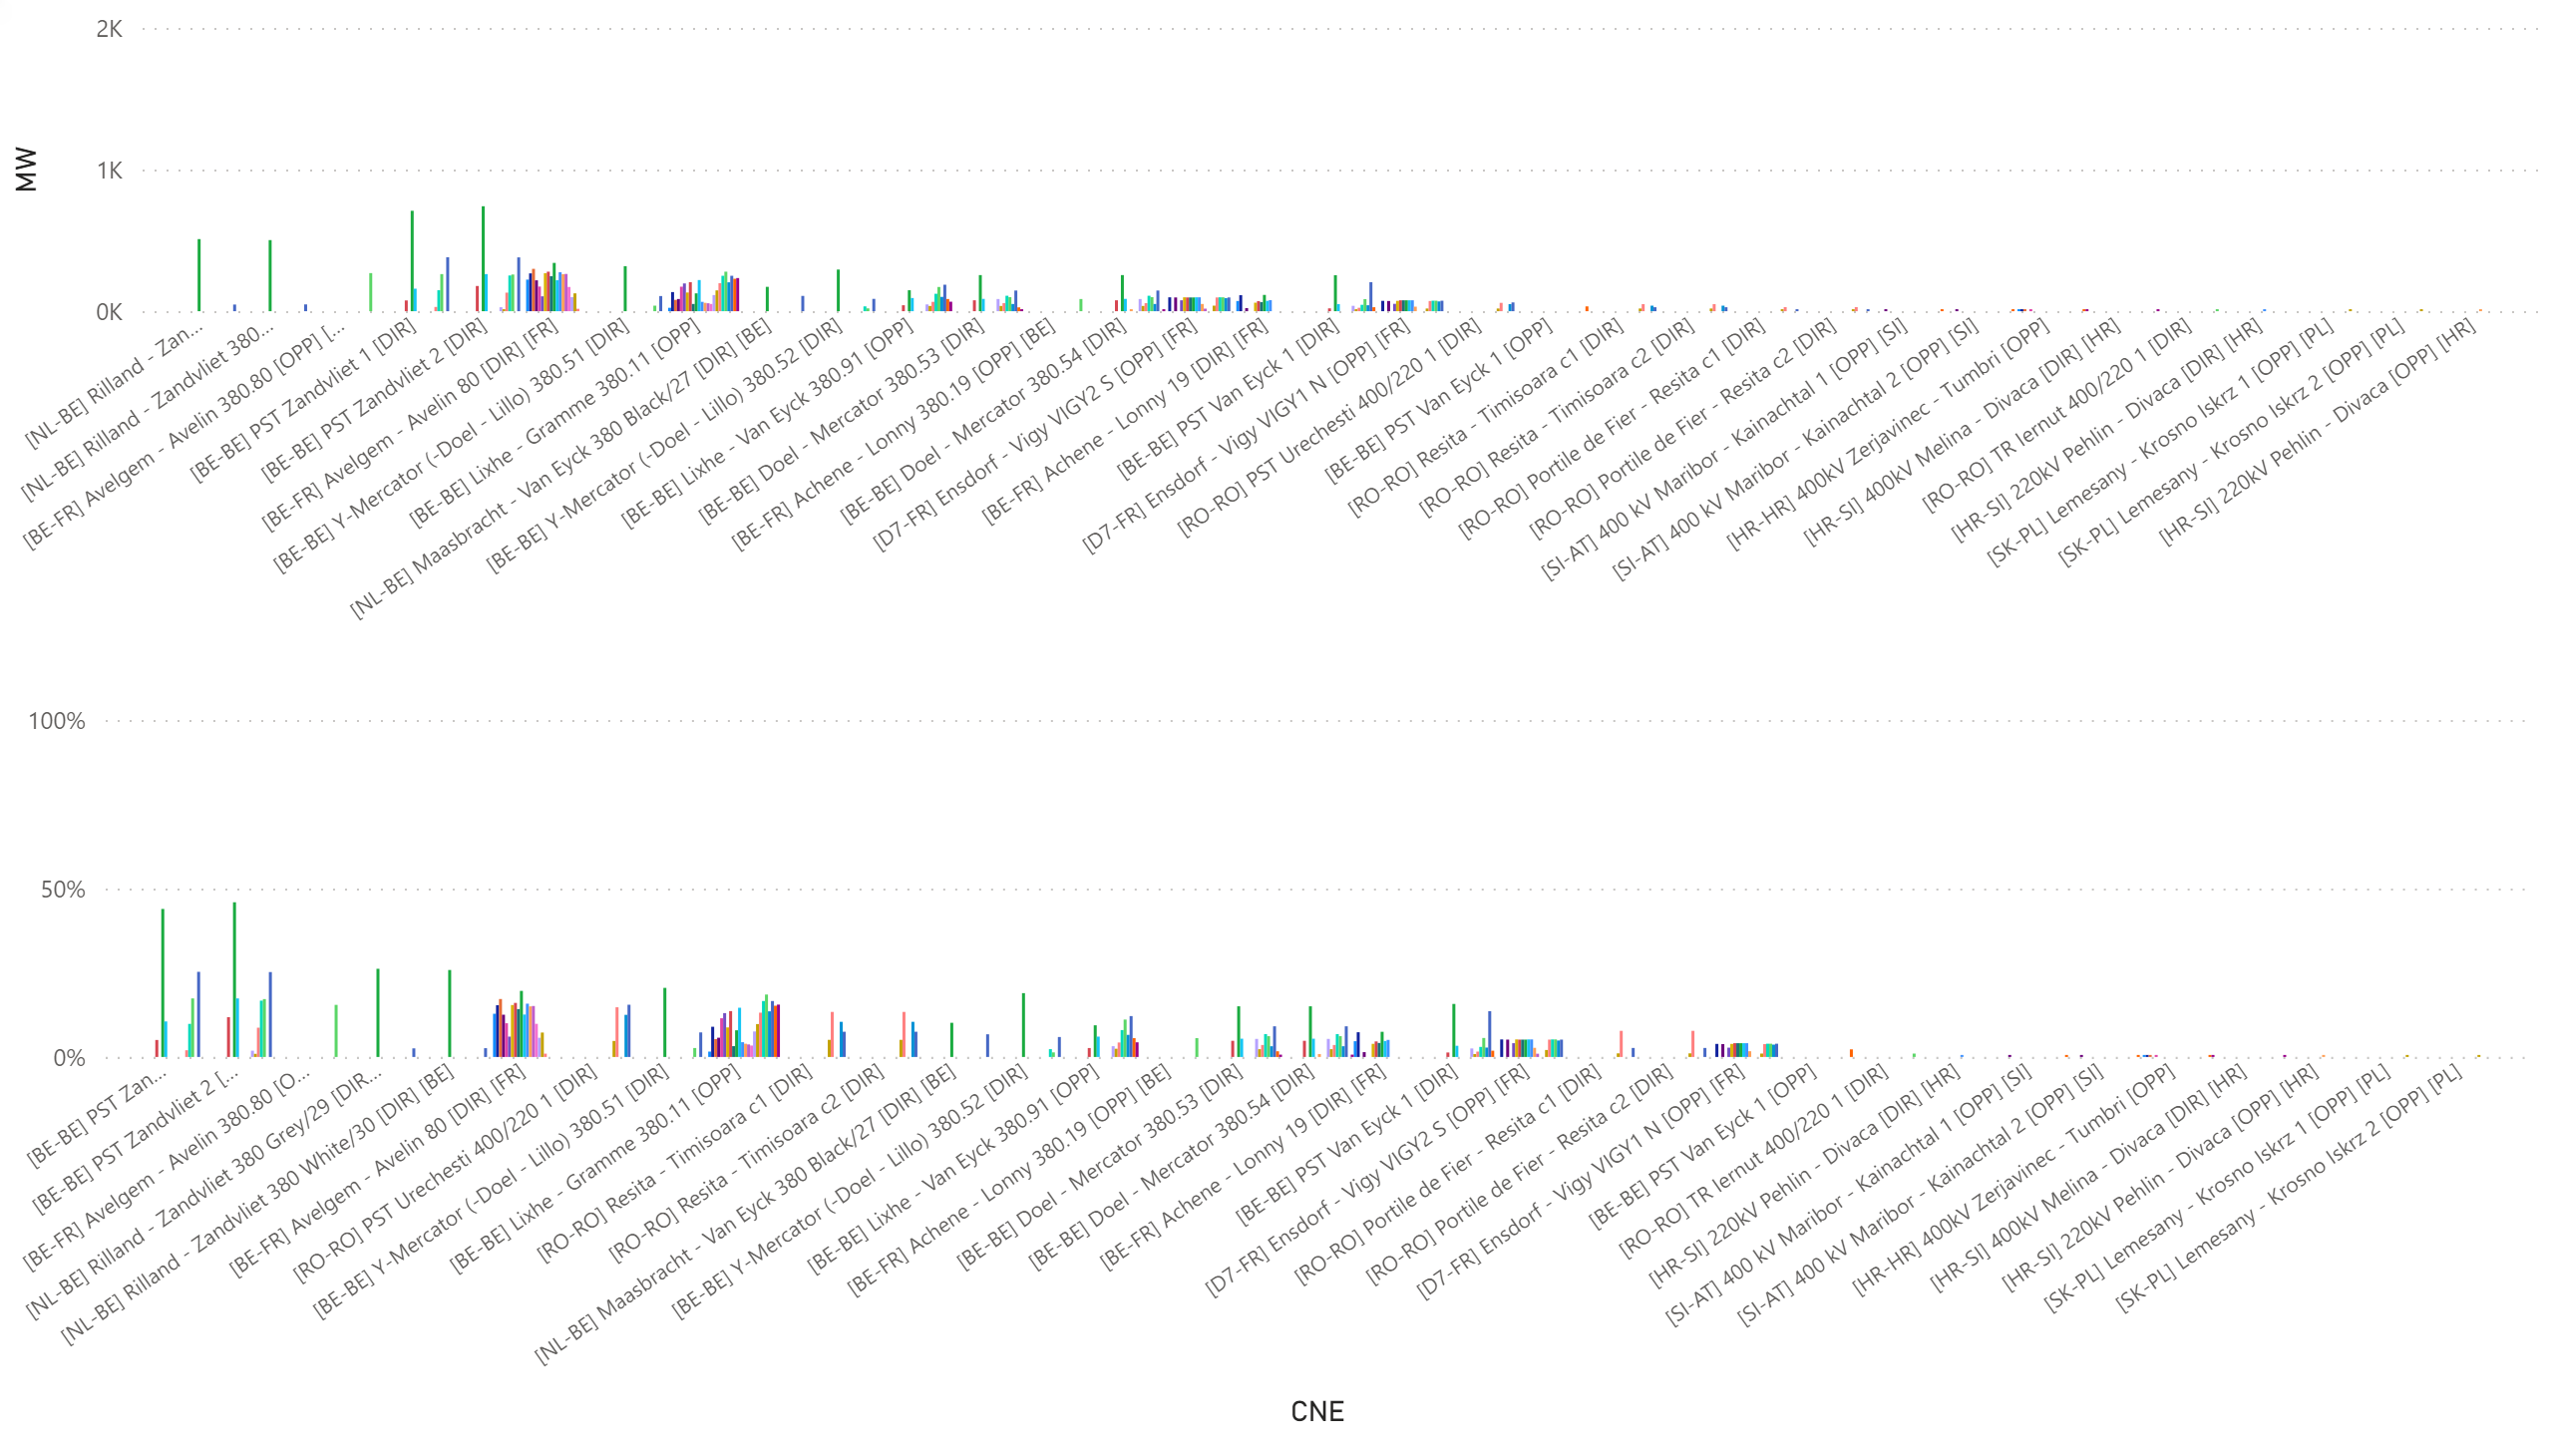 2K
MW
1K
0K
[NL-BE] Rilland - Zan...
[NL-BE] Rilland - Zandvliet 380...
[BE-FR] Avelgem - Avelin 380.80 [OPP] [...
[BE-BE] PST Zandvliet 1 [DIR]
[BE-BE] PST Zandvliet 2 [DIR]
[BE-FR] Avelgem - Avelin 80 [DIR] [FR]
[BE-BE] Y-Mercator (-Doel - Lillo) 380.51 [DIR]
[BE-BE] Lixhe - Gramme 380.11 [OPP]
[NL-BE] Maasbracht - Van Eyck 380 Black/27 [DIR] [BE]
[BE-BE] Y-Mercator (-Doel - Lillo) 380.52 [DIR]
[BE-BE] Lixhe - Van Eyck 380.91 [OPP]
[BE-BE] Doel - Mercator 380.53 [DIR]
[BE-FR] Achene - Lonny 380.19 [OPP] [BE]
[BE-BE] Doel - Mercator 380.54 [DIR]
[D7-FR] Ensdorf - Vigy VIGY2 S [OPP] [FR]
[BE-FR] Achene - Lonny 19 [DIR] [FR]
[BE-BE] PST Van Eyck 1 [DIR]
[D7-FR] Ensdorf - Vigy VIGY1 N [OPP] [FR]
[RO-RO] PST Urechesti 400/220 1 [DIR]
[BE-BE] PST Van Eyck 1 [OPP]
[RO-RO] Resita - Timisoara c1 [DIR]
[RO-RO] Resita - Timisoara c2 [DIR]
[RO-RO] Portile de Fier - Resita c1 [DIR]
[RO-RO] Portile de Fier - Resita c2 [DIR]
[SI-AT] 400 kV Maribor - Kainachtal 1 [OPP] [SI]
[SI-AT] 400 kV Maribor - Kainachtal 2 [OPP] [SI]
[HR-HR] 400kV Zerjavinec - Tumbri [OPP]
[HR-SI] 400kV Melina - Divaca [DIR] [HR]
[RO-RO] TR Iernut 400/220 1 [DIR]
[HR-SI] 220kV Pehlin - Divaca [DIR] [HR]
[SK-PL] Lemesany - Krosno Iskrz 1 [OPP] [PL]
[SK-PL] Lemesany - Krosno Iskrz 2 [OPP] [PL]
[HR-SI] 220kV Pehlin - Divaca [OPP] [HR]
100%
50%
0%
[BE-BE] PST Zan...
[BE-BE] PST Zandvliet 2 [...
[BE-FR] Avelgem - Avelin 380.80 [O...
[NL-BE] Rilland - Zandvliet 380 Grey/29 [DIR...
[NL-BE] Rilland - Zandvliet 380 White/30 [DIR] [BE]
[BE-FR] Avelgem - Avelin 80 [DIR] [FR]
[RO-RO] PST Urechesti 400/220 1 [DIR]
[BE-BE] Y-Mercator (-Doel - Lillo) 380.51 [DIR]
[BE-BE] Lixhe - Gramme 380.11 [OPP]
[RO-RO] Resita - Timisoara c1 [DIR]
[RO-RO] Resita - Timisoara c2 [DIR]
[NL-BE] Maasbracht - Van Eyck 380 Black/27 [DIR] [BE]
[BE-BE] Y-Mercator (-Doel - Lillo) 380.52 [DIR]
[BE-BE] Lixhe - Van Eyck 380.91 [OPP]
[BE-FR] Achene - Lonny 380.19 [OPP] [BE]
[BE-BE] Doel - Mercator 380.53 [DIR]
[BE-BE] Doel - Mercator 380.54 [DIR]
[BE-FR] Achene - Lonny 19 [DIR] [FR]
[BE-BE] PST Van Eyck 1 [DIR]
[D7-FR] Ensdorf - Vigy VIGY2 S [OPP] [FR]
[RO-RO] Portile de Fier - Resita c1 [DIR]
[RO-RO] Portile de Fier - Resita c2 [DIR]
[D7-FR] Ensdorf - Vigy VIGY1 N [OPP] [FR]
[BE-BE] PST Van Eyck 1 [OPP]
[RO-RO] TR Iernut 400/220 1 [DIR]
[HR-SI] 220kV Pehlin - Divaca [DIR] [HR]
[SI-AT] 400 kV Maribor - Kainachtal 1 [OPP] [SI]
[SI-AT] 400 kV Maribor - Kainachtal 2 [OPP] [SI]
[HR-HR] 400kV Zerjavinec - Tumbri [OPP]
[HR-SI] 400kV Melina - Divaca [DIR] [HR]
[HR-SI] 220kV Pehlin - Divaca [OPP] [HR]
[SK-PL] Lemesany - Krosno Iskrz 1 [OPP] [PL]
[SK-PL] Lemesany - Krosno Iskrz 2 [OPP] [PL]
CNE